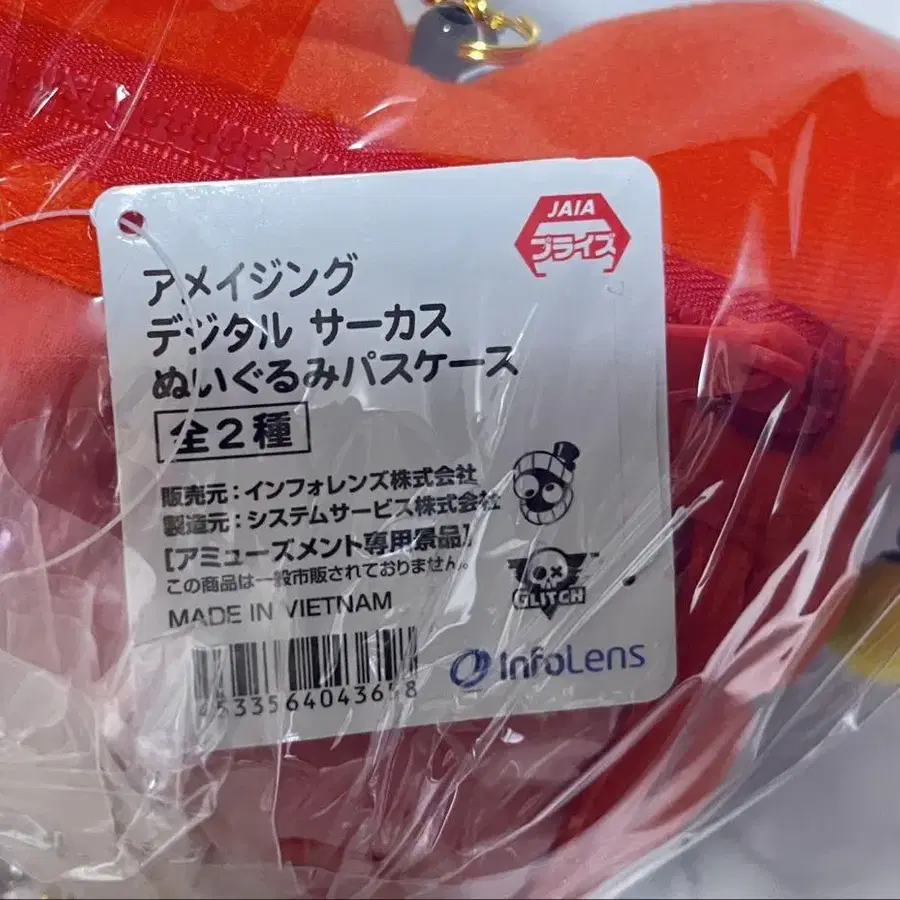 JAIA
プライズ
アメイジング
デジタル サーカス
ぬいぐるみパスケース
全2種
販売元:インフォレンズ株式会社
製造元:システムサービス株式会社
[アミューズメント専用景品]
この商品は一般市販されておりません。
MADE IN VIETNAM
GLITCH
TM
InfoLens
4533564043658